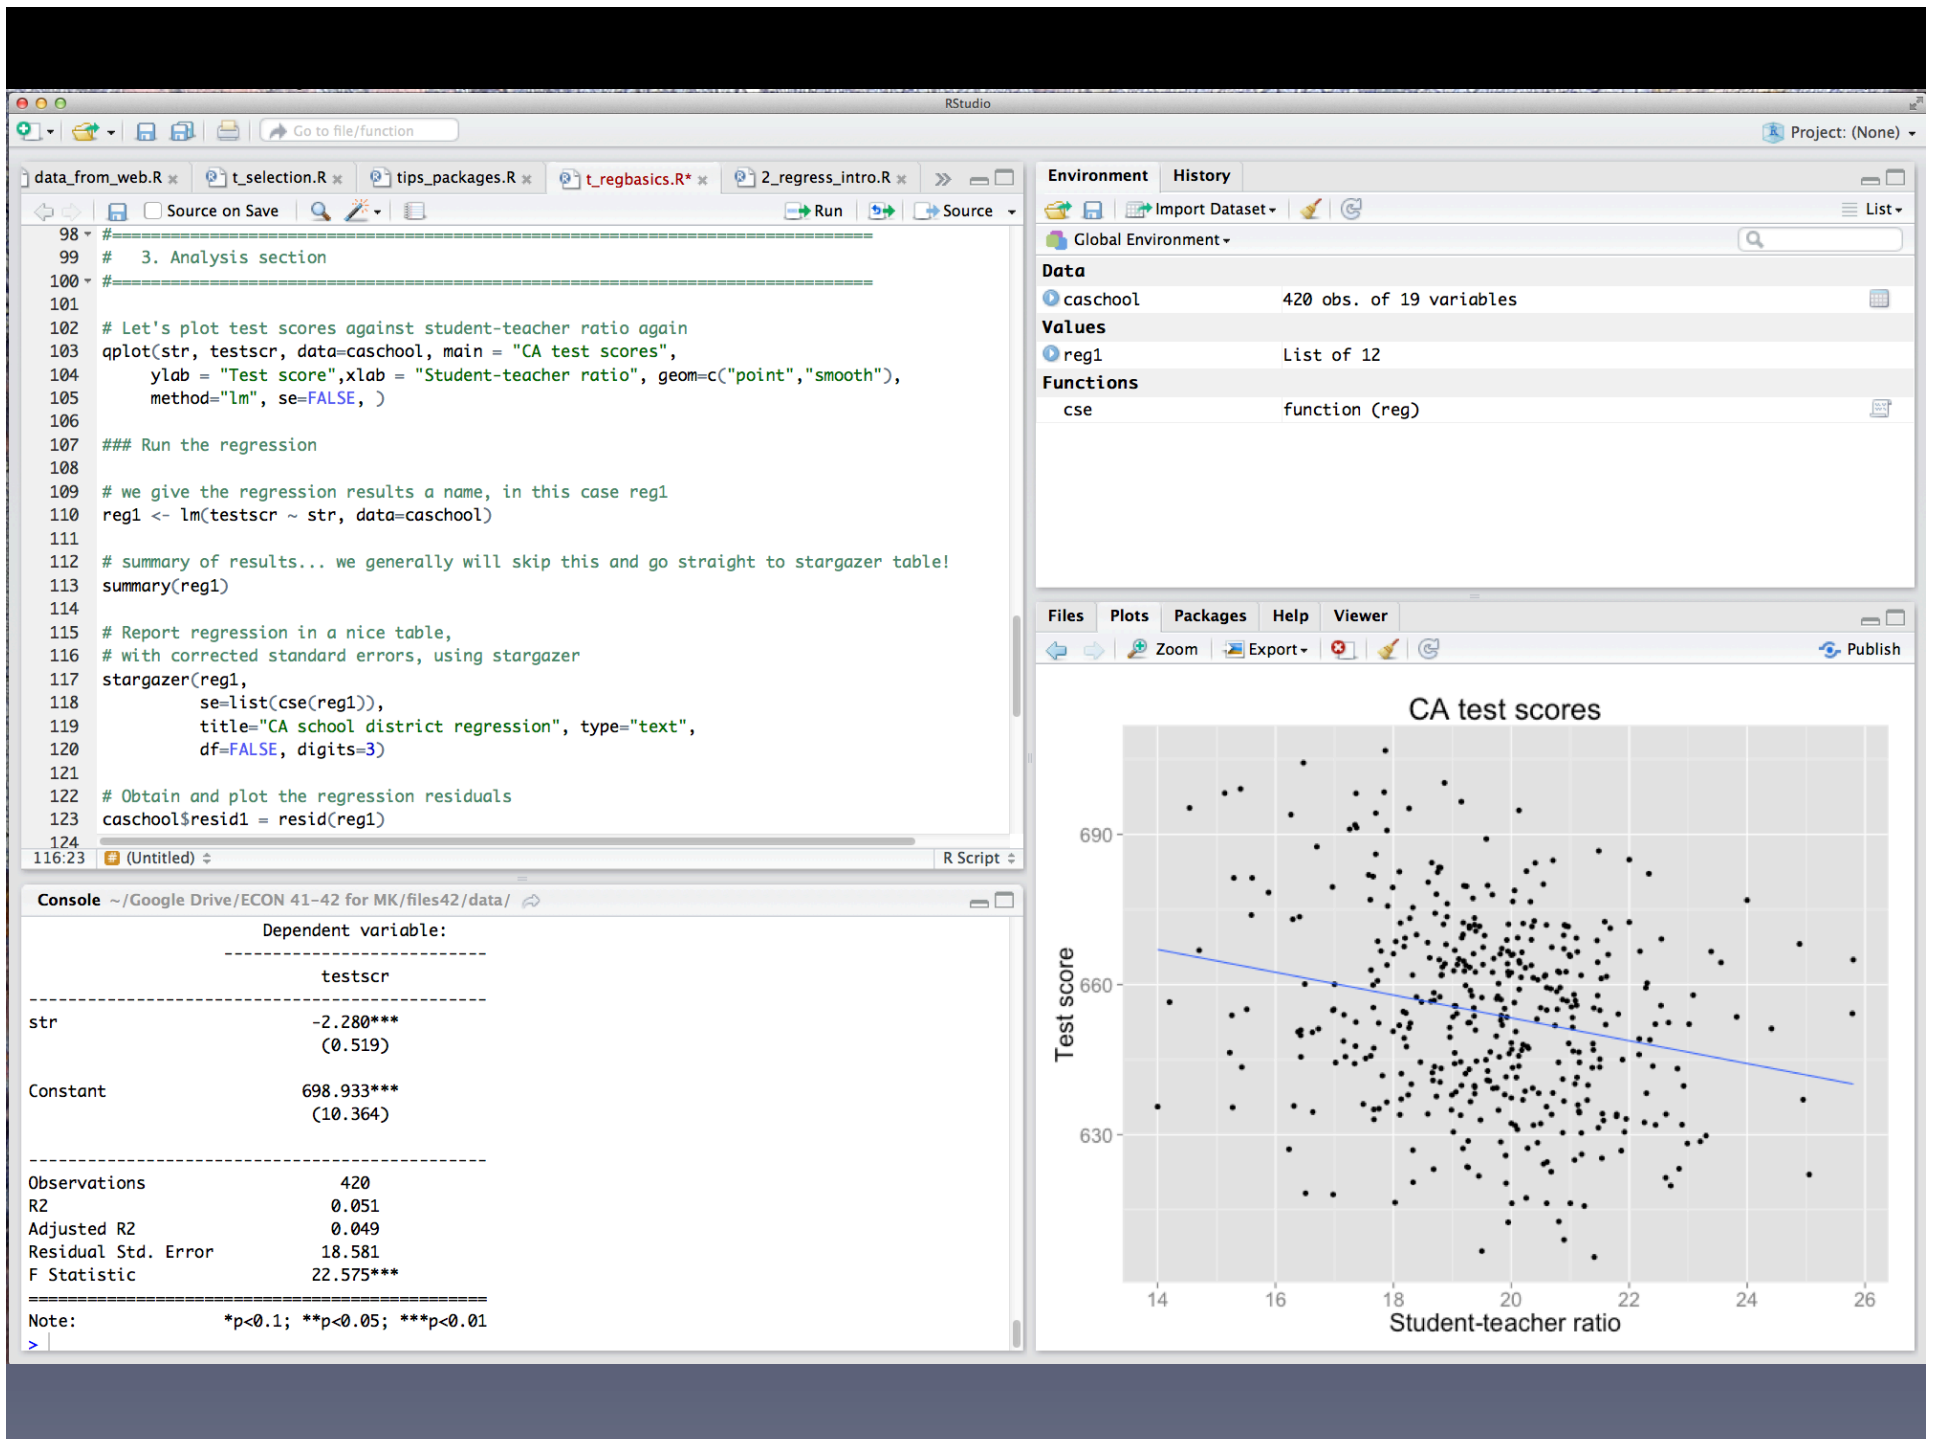 RStudio
Go to file/function
Project: (None)
data_from_web.R
t_selection.R
tips_packages.R
t_regbasics.R*
2_regress_intro.R
Source on Save
Run
Source
98 #==============================================================================
99 #   3. Analysis section
100 #==============================================================================
101
102 # Let's plot test scores against student-teacher ratio again
103 qplot(str, testscr, data=caschool, main = "CA test scores",
104      ylab = "Test score",xlab = "Student-teacher ratio", geom=c("point","smooth"),
105      method="lm", se=FALSE, )
106
107 ### Run the regression
108
109 # we give the regression results a name, in this case reg1
110 reg1 <- lm(testscr ~ str, data=caschool)
111
112 # summary of results... we generally will skip this and go straight to stargazer table!
113 summary(reg1)
114
115 # Report regression in a nice table,
116 # with corrected standard errors, using stargazer
117 stargazer(reg1,
118           se=list(cse(reg1)),
119           title="CA school district regression", type="text",
120           df=FALSE, digits=3)
121
122 # Obtain and plot the regression residuals
123 caschool$resid1 = resid(reg1)
124
116:23 # (Untitled) R Script
Console ~/Google Drive/ECON 41-42 for MK/files42/data/
Dependent variable:
---------------------------
testscr
-----------------------------------------------
str -2.280***
(0.519)
Constant 698.933***
(10.364)
-----------------------------------------------
Observations 420
R2 0.051
Adjusted R2 0.049
Residual Std. Error 18.581
F Statistic 22.575***
===============================================
Note: *p<0.1; **p<0.05; ***p<0.01
>
Environment History
Import Dataset
List
Global Environment
Data
caschool 420 obs. of 19 variables
Values
reg1 List of 12
Functions
cse function (reg)
Files Plots Packages Help Viewer
Zoom Export Publish
CA test scores
Test score
690
660
630
14 16 18 20 22 24 26
Student-teacher ratio